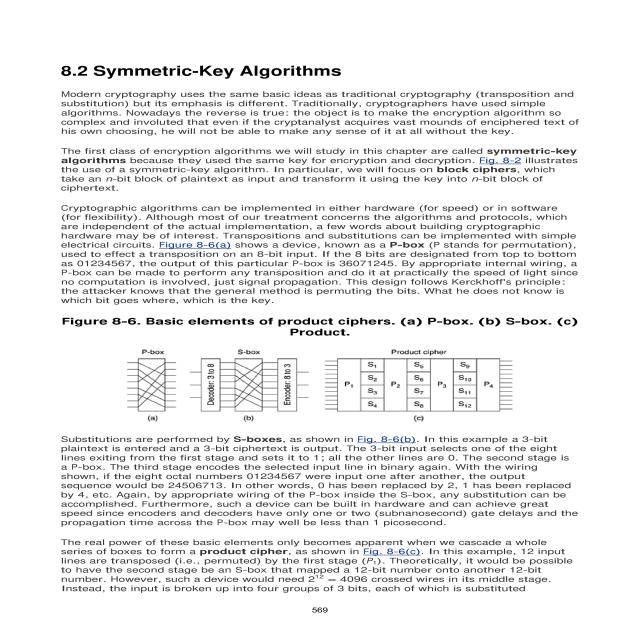 8.2 Symmetric-Key Algorithms
Modern cryptography uses the same basic ideas as traditional cryptography (transposition and
substitution) but its emphasis is different. Traditionally, cryptographers have used simple
algorithms. Nowadays the reverse is true: the object is to make the encryption algorithm so
complex and involuted that even if the cryptanalyst acquires vast mounds of enciphered text of
his own choosing, he will not be able to make any sense of it at all without the key.
The first class of encryption algorithms we will study in this chapter are called symmetric-key
algorithms because they used the same key for encryption and decryption. Fig. 8-2 illustrates
the use of a symmetric-key algorithm. In particular, we will focus on block ciphers, which
take an n-bit block of plaintext as input and transform it using the key into n-bit block of
ciphertext.
Cryptographic algorithms can be implemented in either hardware (for speed) or in software
(for flexibility). Although most of our treatment concerns the algorithms and protocols, which
are independent of the actual implementation, a few words about building cryptographic
hardware may be of interest. Transpositions and substitutions can be implemented with simple
electrical circuits. Figure 8-6(a) shows a device, known as a P-box (P stands for permutation),
used to effect a transposition on an 8-bit input. If the 8 bits are designated from top to bottom
as 01234567, the output of this particular P-box is 36071245. By appropriate internal wiring, a
P-box can be made to perform any transposition and do it at practically the speed of light since
no computation is involved, just signal propagation. This design follows Kerckhoff's principle:
the attacker knows that the general method is permuting the bits. What he does not know is
which bit goes where, which is the key.
Figure 8-6. Basic elements of product ciphers. (a) P-box. (b) S-box. (c)
Product.
P-box
Decoder: 3 to 8
S-box
Encoder: 8 to 3
Product cipher
P1
S1
S2
S3
S4
P2
S5
S6
S7
S8
P3
S9
S10
S11
S12
P4
(a)
(b)
(c)
Substitutions are performed by S-boxes, as shown in Fig. 8-6(b). In this example a 3-bit
plaintext is entered and a 3-bit ciphertext is output. The 3-bit input selects one of the eight
lines exiting from the first stage and sets it to 1; all the other lines are 0. The second stage is
a P-box. The third stage encodes the selected input line in binary again. With the wiring
shown, if the eight octal numbers 01234567 were input one after another, the output
sequence would be 24506713. In other words, 0 has been replaced by 2, 1 has been replaced
by 4, etc. Again, by appropriate wiring of the P-box inside the S-box, any substitution can be
accomplished. Furthermore, such a device can be built in hardware and can achieve great
speed since encoders and decoders have only one or two (subnanosecond) gate delays and the
propagation time across the P-box may well be less than 1 picosecond.
The real power of these basic elements only becomes apparent when we cascade a whole
series of boxes to form a product cipher, as shown in Fig. 8-6(c). In this example, 12 input
lines are transposed (i.e., permuted) by the first stage (P1). Theoretically, it would be possible
to have the second stage be an S-box that mapped a 12-bit number onto another 12-bit
number. However, such a device would need 2^12 = 4096 crossed wires in its middle stage.
Instead, the input is broken up into four groups of 3 bits, each of which is substituted
569